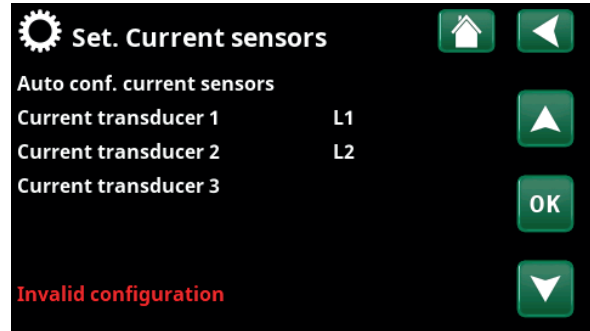 Set. Current sensors
Auto conf. current sensors
Current transducer 1 L1
Current transducer 2 L2
Current transducer 3
OK
Invalid configuration